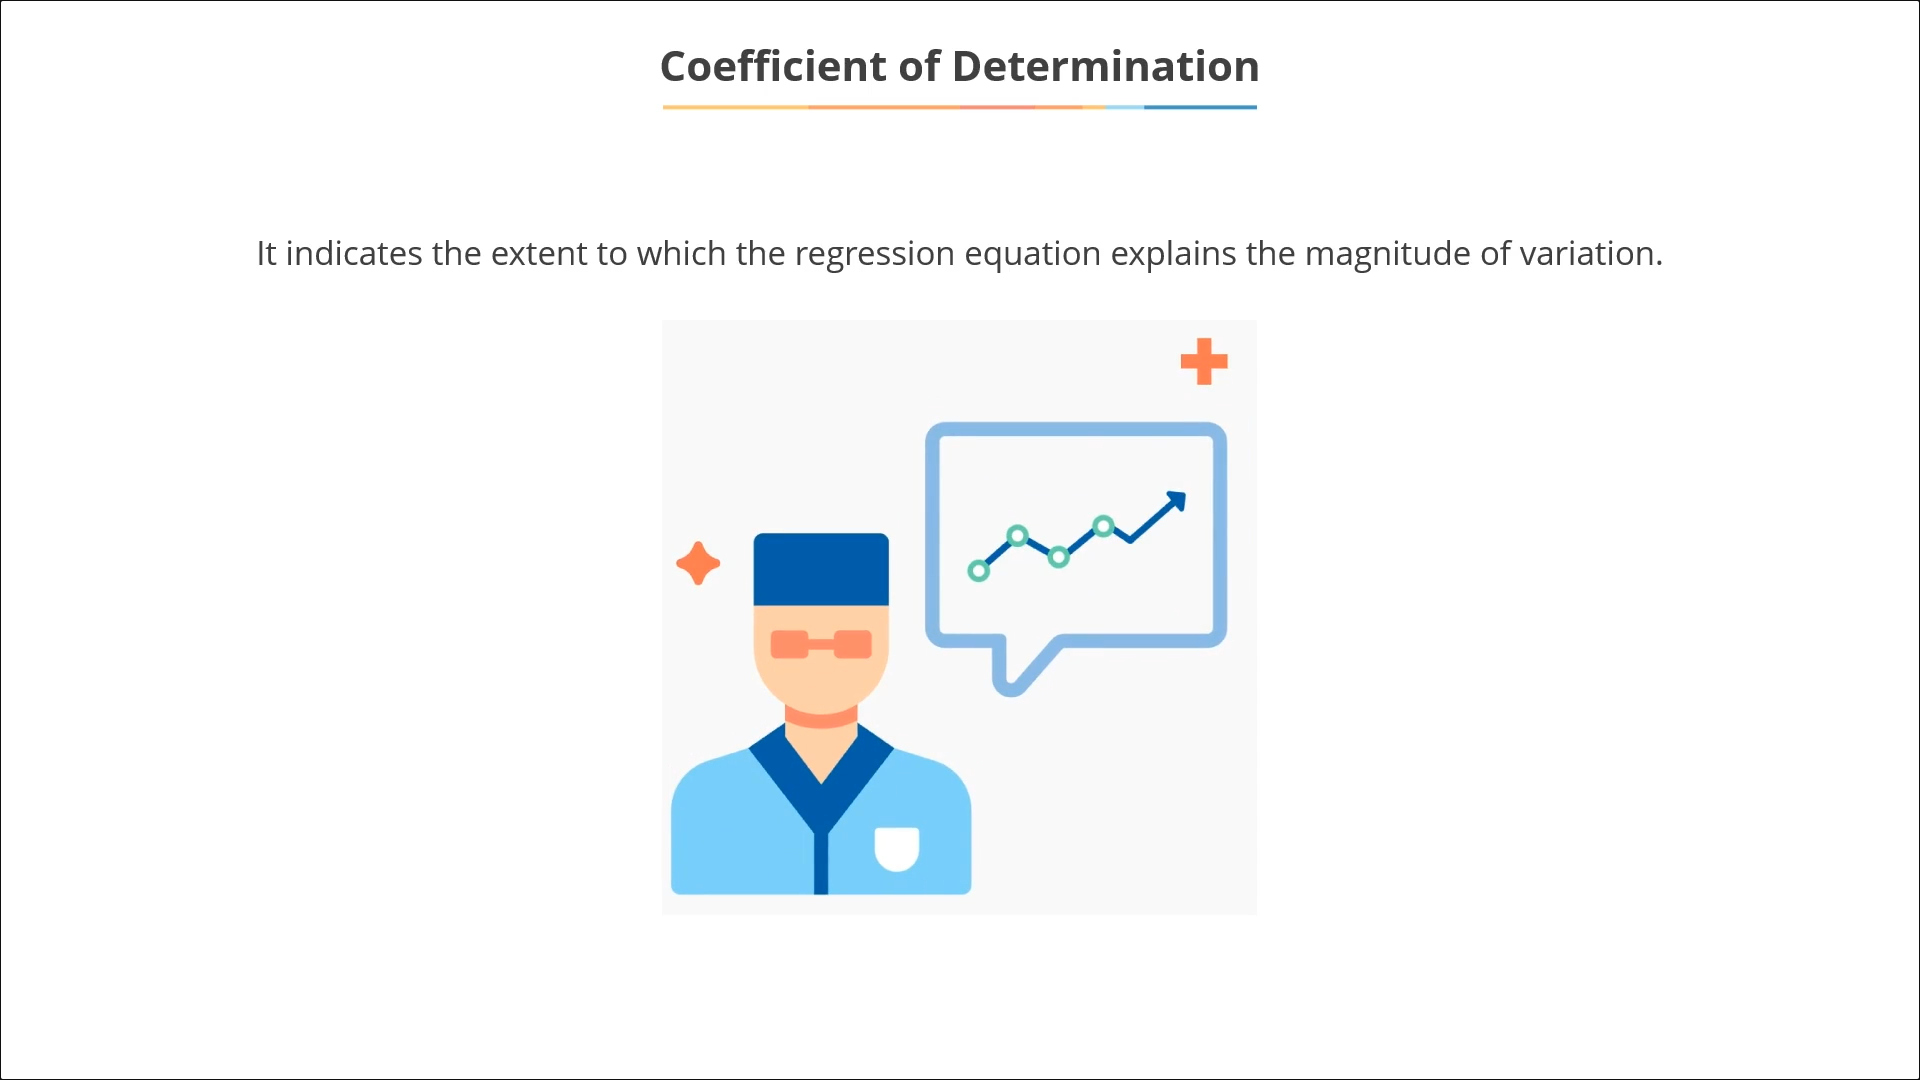 Coefficient of Determination
It indicates the extent to which the regression equation explains the magnitude of variation.